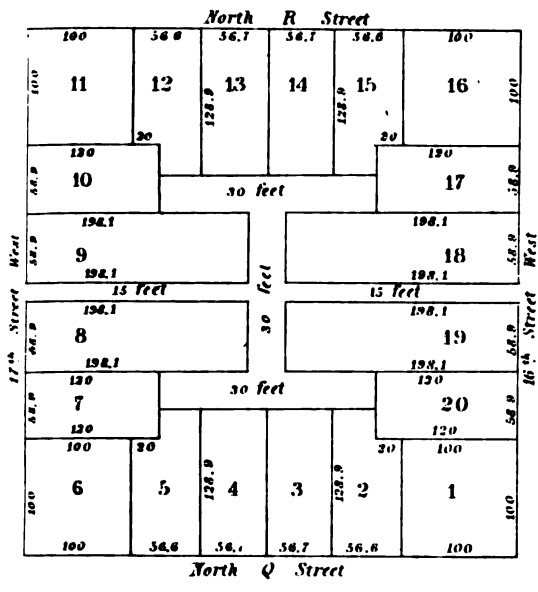 North R Street
100 56.6 56.7 56.7 56.6 100
100 11 12 128.9 13 14 128.9 15 16 100
20 20
120 120
58.9 10 17 58.9
30 feet
198.1 198.1
58.9 9 18 58.9
198.1 198.1
17th Street West
15 feet 30 feet 15 feet
16th Street West
198.1 198.1
58.9 8 19 58.9
198.1 198.1
120 30 feet 120
58.9 7 20 58.9
120 120
100 20 20 100
100 6 5 128.9 4 3 128.9 2 1 100
100 56.6 56.7 56.6 100
North Q Street